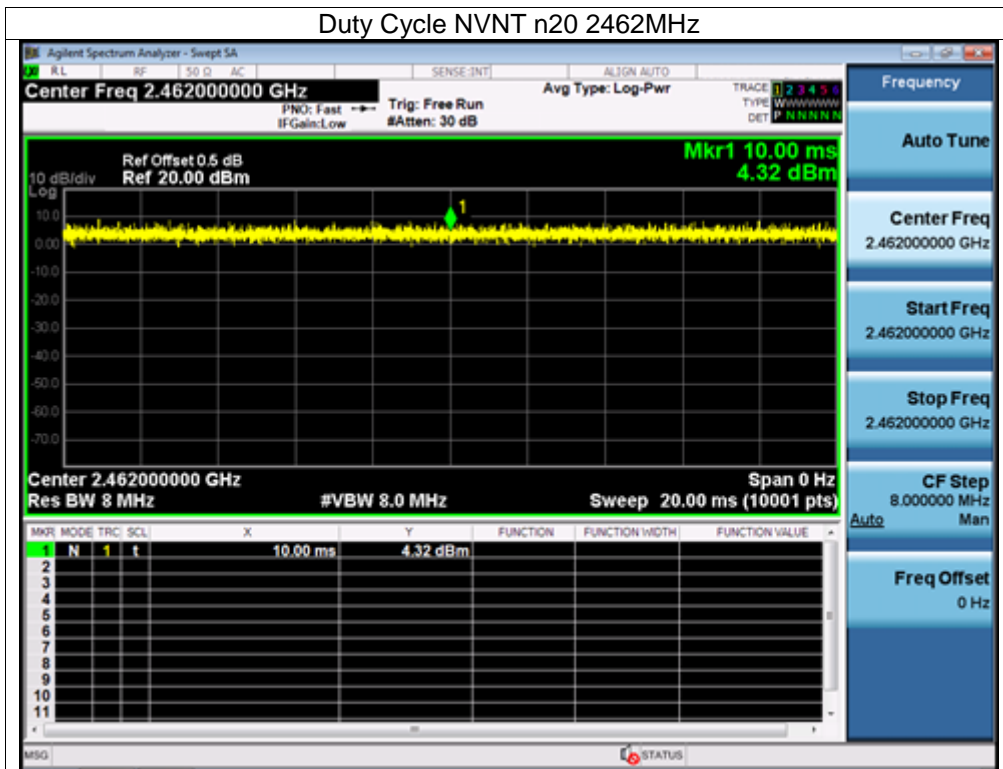 Duty Cycle NVNT n20 2462MHz
Agilent Spectrum Analyzer - Swept SA
RL RF 50 Ω AC SENSE:INT ALIGN AUTO
Center Freq 2.462000000 GHz
PNO: Fast
IFGain:Low
Trig: Free Run
#Atten: 30 dB
Avg Type: Log-Pwr
TRACE 1 2 3 4 5 6
TYPE WWWWWWW
DET P N N N N N
Ref Offset 0.5 dB
10 dB/div Ref 20.00 dBm
Log
Mkr1 10.00 ms
4.32 dBm
1
10.0
0.00
-10.0
-20.0
-30.0
-40.0
-50.0
-60.0
-70.0
Center 2.462000000 GHz Span 0 Hz
Res BW 8 MHz #VBW 8.0 MHz Sweep 20.00 ms (10001 pts)
MKR MODE TRC SCL X Y FUNCTION FUNCTION WIDTH FUNCTION VALUE
1 N 1 t 10.00 ms 4.32 dBm
2
3
4
5
6
7
8
9
10
11
MSG STATUS
Frequency
Auto Tune
Center Freq
2.462000000 GHz
Start Freq
2.462000000 GHz
Stop Freq
2.462000000 GHz
CF Step
8.000000 MHz
Auto Man
Freq Offset
0 Hz